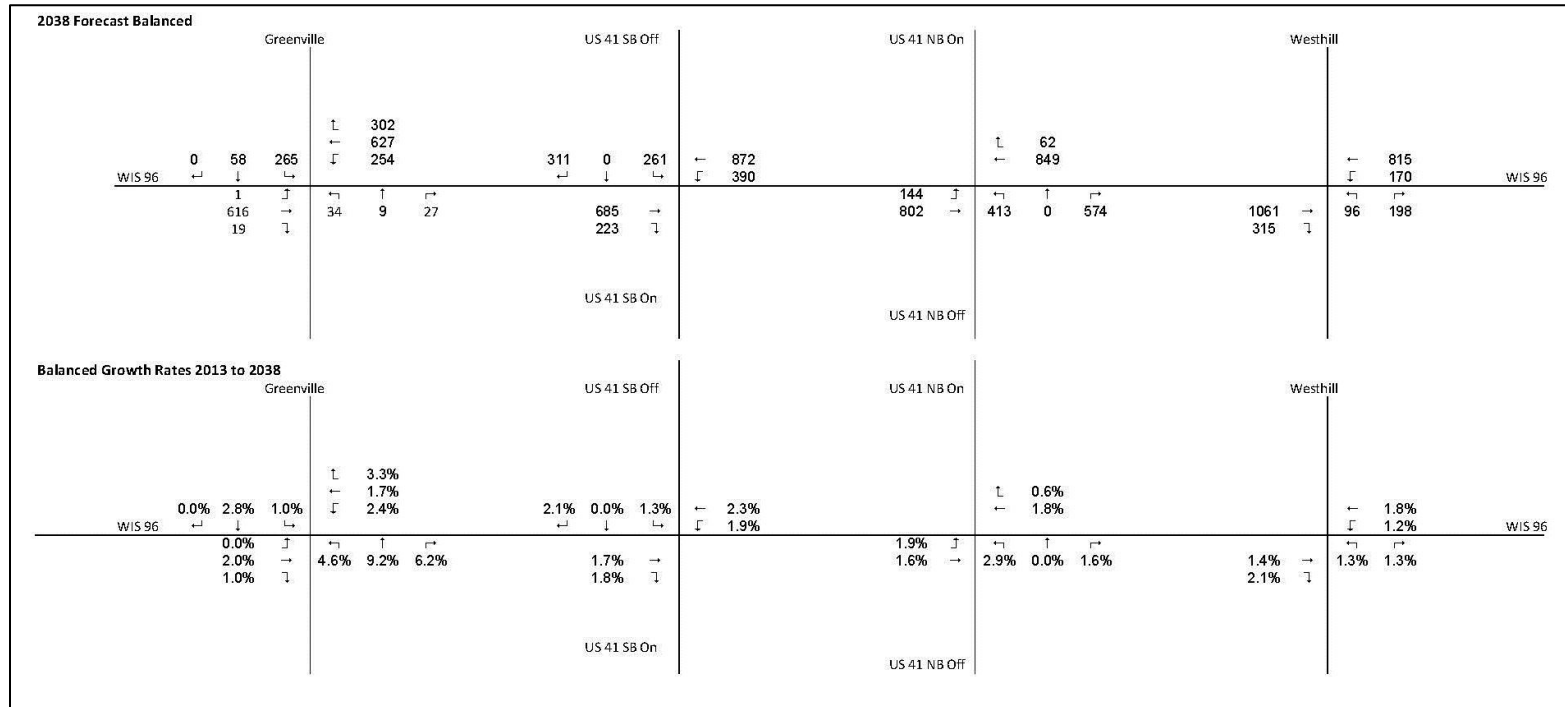 2038 Forecast Balanced
Greenville US 41 SB Off US 41 NB On Westhill
↰ 302
← 627 ↰ 62
0 58 265 ↲ 254 311 0 261 ← 872 ← 849 ← 815
WIS 96 ↵ ↓ ↳ ↵ ↓ ↳ ↲ 390 ↲ 170 WIS 96
1 ↑ ↰ ↑ ↱ 144 ↑ ↰ ↑ ↱ ↰ ↱
616 → 34 9 27 685 → 802 → 413 0 574 1061 → 96 198
19 ↴ 223 ↴ 315 ↴
US 41 SB On
US 41 NB Off
Balanced Growth Rates 2013 to 2038
Greenville US 41 SB Off US 41 NB On Westhill
↰ 3.3%
← 1.7% ↰ 0.6%
0.0% 2.8% 1.0% ↲ 2.4% 2.1% 0.0% 1.3% ← 2.3% ← 1.8% ← 1.8%
WIS 96 ↵ ↓ ↳ ↵ ↓ ↳ ↲ 1.9% ↲ 1.2% WIS 96
0.0% ↑ ↰ ↑ ↱ 1.9% ↑ ↰ ↑ ↱ ↰ ↱
2.0% → 4.6% 9.2% 6.2% 1.7% → 1.6% → 2.9% 0.0% 1.6% 1.4% → 1.3% 1.3%
1.0% ↴ 1.8% ↴ 2.1% ↴
US 41 SB On
US 41 NB Off